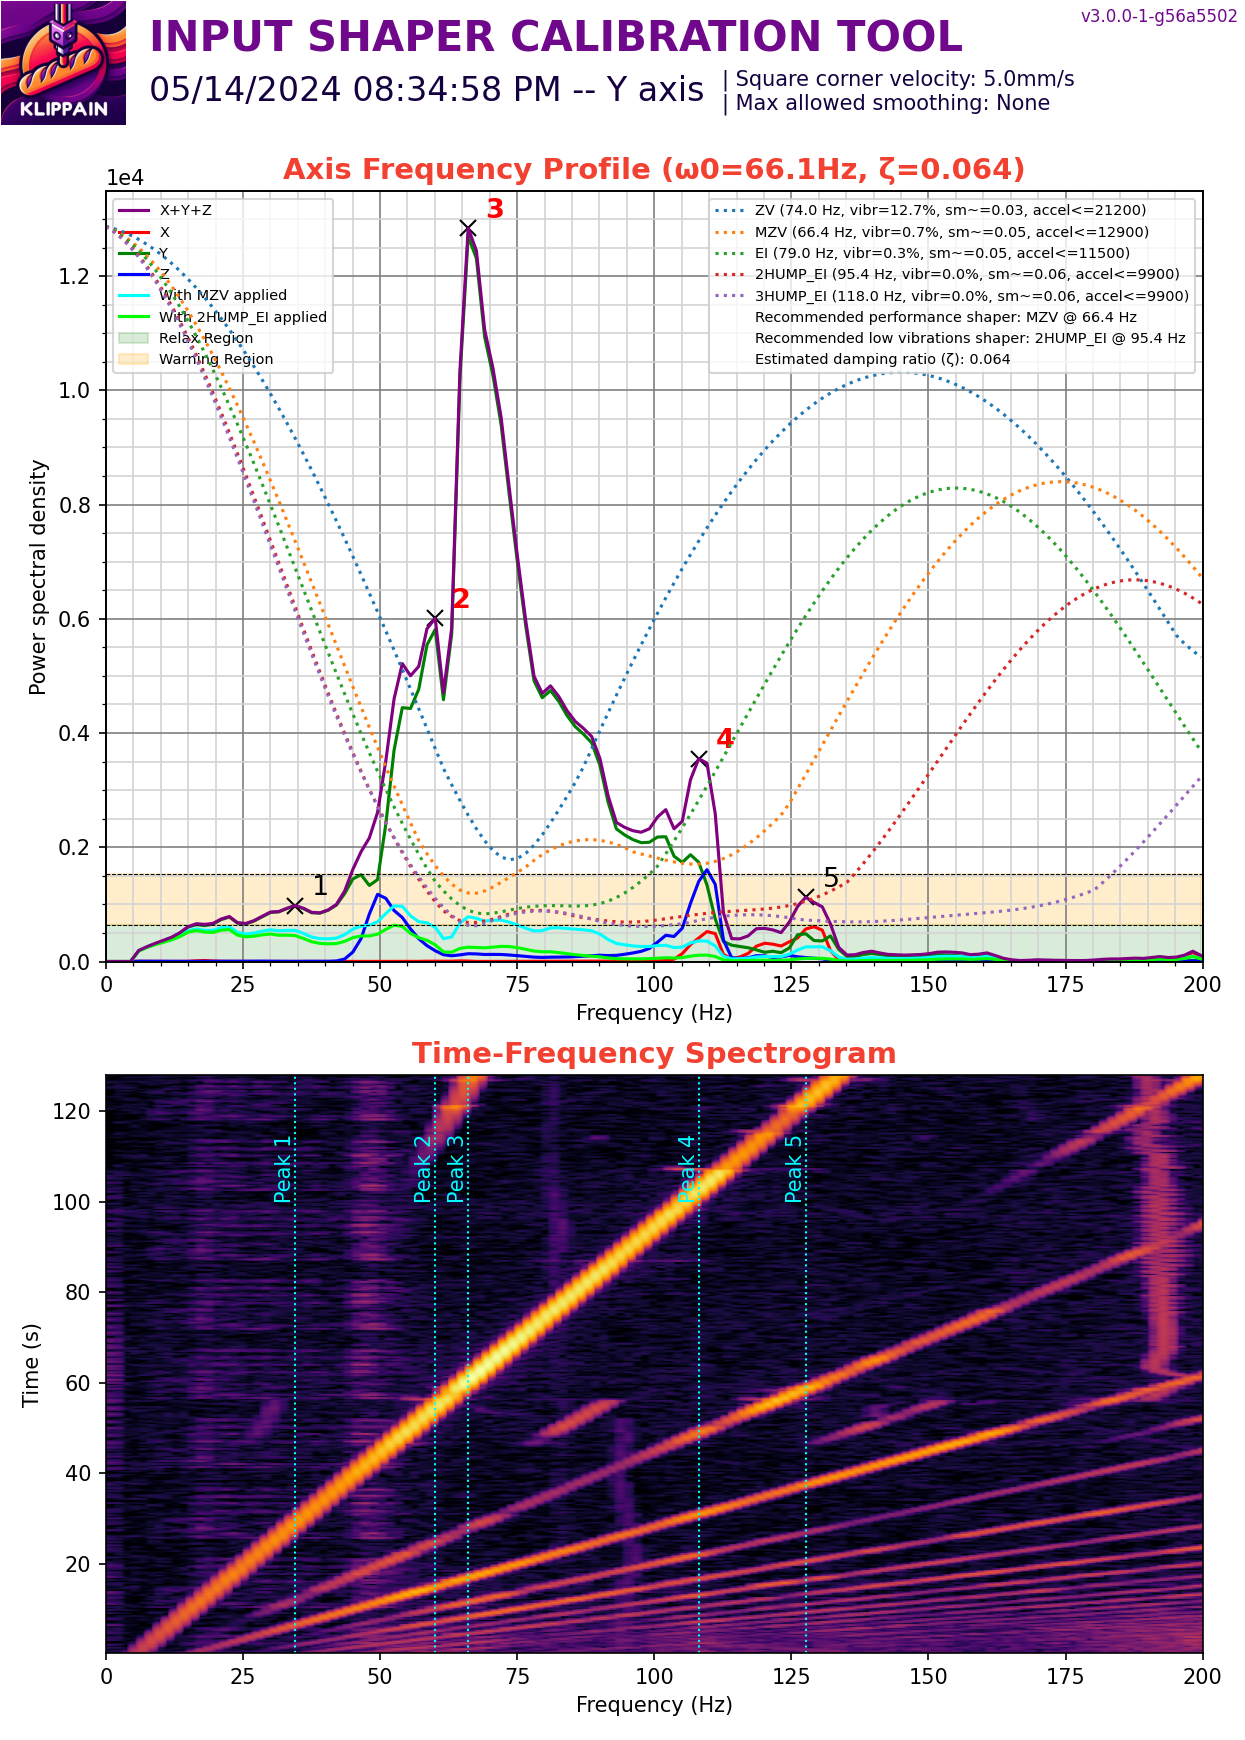 KLIPPAIN
INPUT SHAPER CALIBRATION TOOL
v3.0.0-1-g56a5502
05/14/2024 08:34:58 PM -- Y axis
| Square corner velocity: 5.0mm/s
| Max allowed smoothing: None
Axis Frequency Profile (ω0=66.1Hz, ζ=0.064)
1e4
X+Y+Z
X
Y
Z
With MZV applied
With 2HUMP_EI applied
Relax Region
Warning Region
ZV (74.0 Hz, vibr=12.7%, sm~=0.03, accel<=21200)
MZV (66.4 Hz, vibr=0.7%, sm~=0.05, accel<=12900)
EI (79.0 Hz, vibr=0.3%, sm~=0.05, accel<=11500)
2HUMP_EI (95.4 Hz, vibr=0.0%, sm~=0.06, accel<=9900)
3HUMP_EI (118.0 Hz, vibr=0.0%, sm~=0.06, accel<=9900)
Recommended performance shaper: MZV @ 66.4 Hz
Recommended low vibrations shaper: 2HUMP_EI @ 95.4 Hz
Estimated damping ratio (ζ): 0.064
3
2
4
1
5
Power spectral density
1.2
1.0
0.8
0.6
0.4
0.2
0.0
0 25 50 75 100 125 150 175 200
Frequency (Hz)
Time-Frequency Spectrogram
Peak 1
Peak 2
Peak 3
Peak 4
Peak 5
Time (s)
120
100
80
60
40
20
0 25 50 75 100 125 150 175 200
Frequency (Hz)